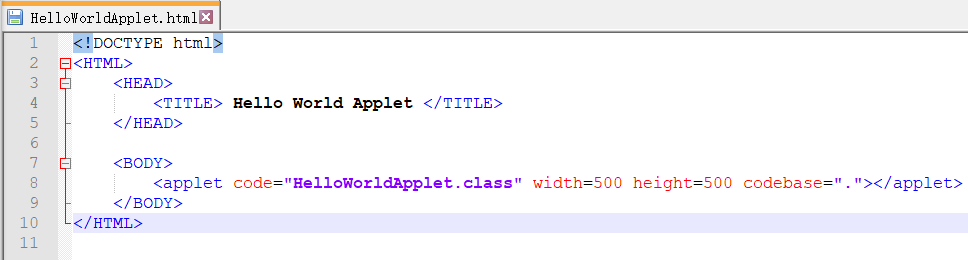 HelloWorldApplet.html
1 <!DOCTYPE html>
2 <HTML>
3 <HEAD>
4 <TITLE> Hello World Applet </TITLE>
5 </HEAD>
6
7 <BODY>
8 <applet code="HelloWorldApplet.class" width=500 height=500 codebase="."></applet>
9 </BODY>
10 </HTML>
11